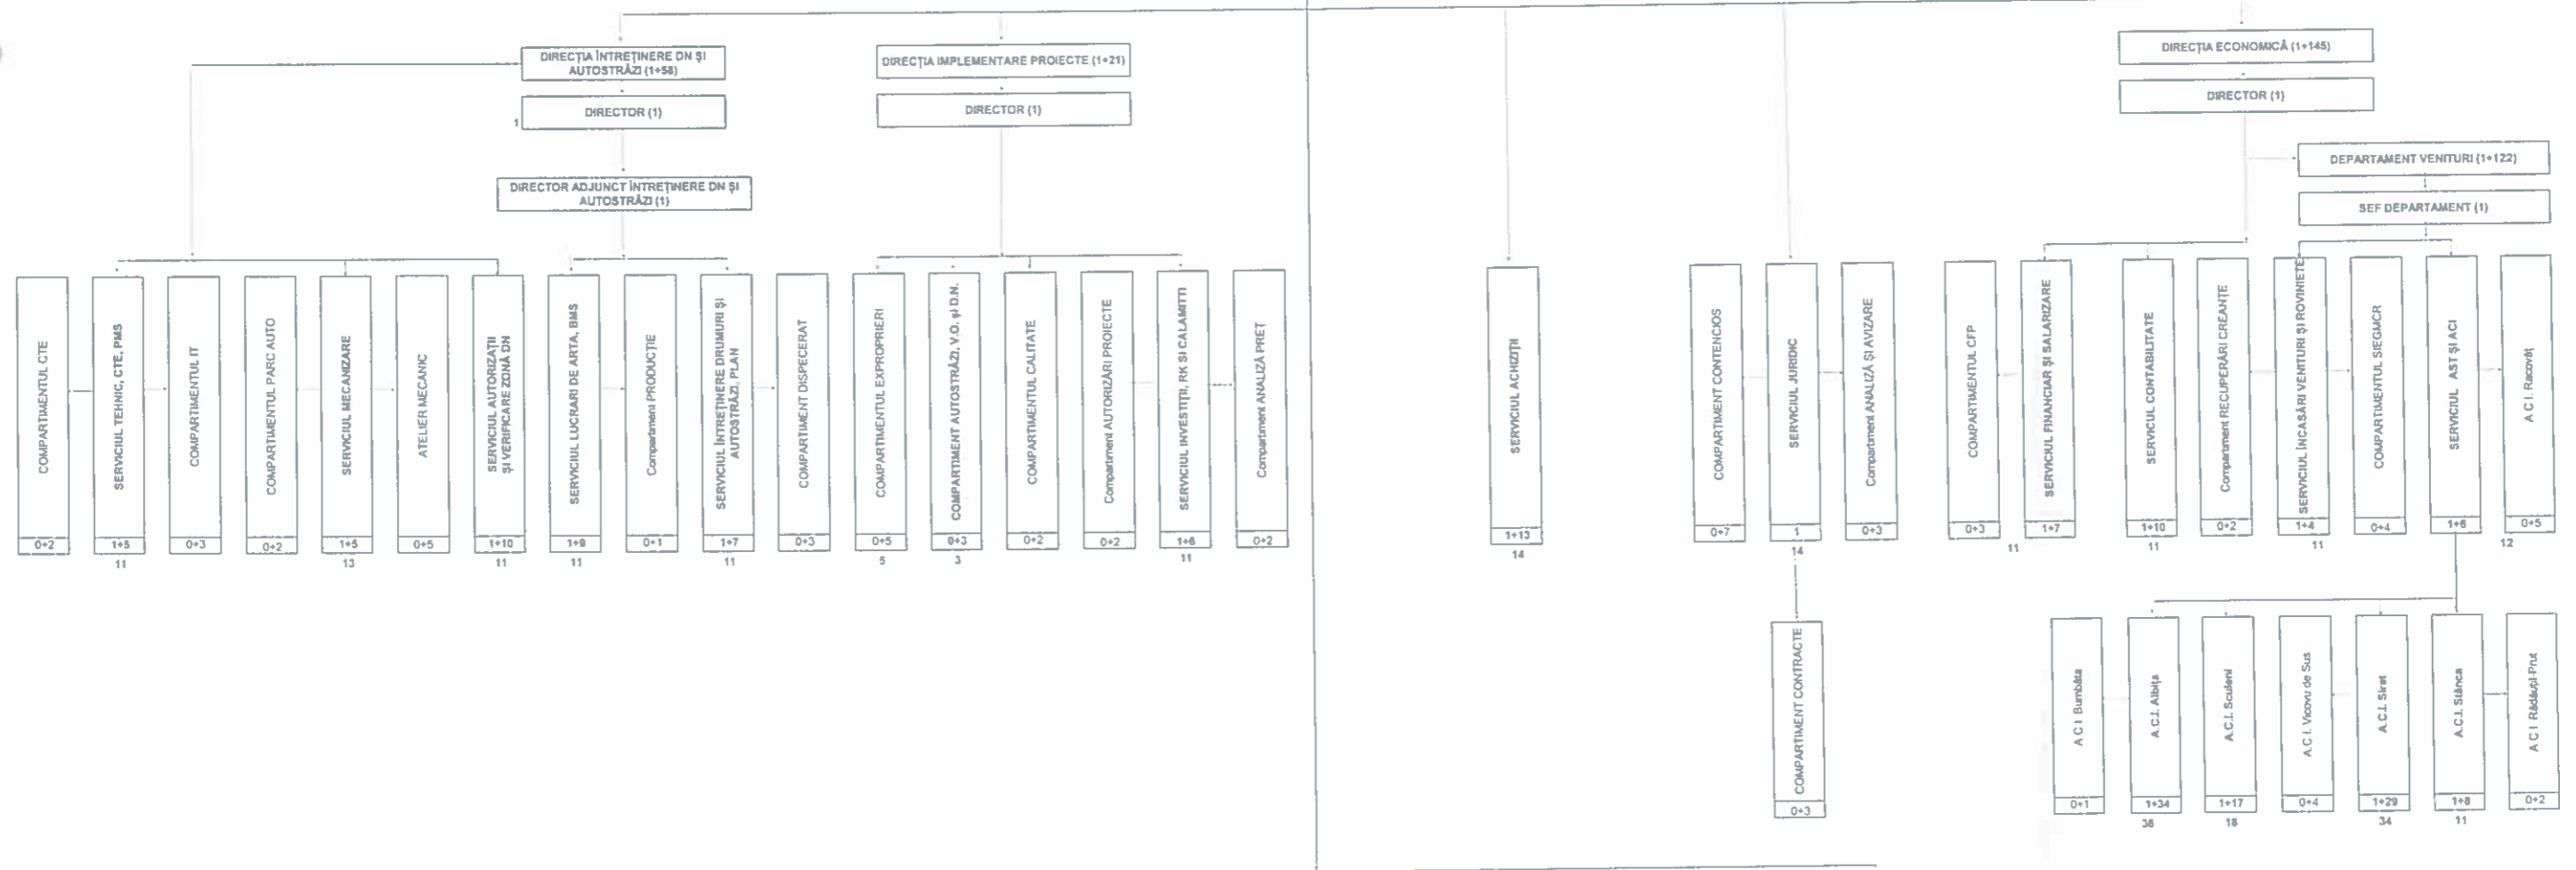 DIRECȚIA ÎNTREȚINERE DN ȘI
AUTOSTRĂZI (1+58)
DIRECTOR (1)
1
DIRECTOR ADJUNCT ÎNTREȚINERE DN ȘI
AUTOSTRĂZI (1)
DIRECȚIA IMPLEMENTARE PROIECTE (1+21)
DIRECTOR (1)
DIRECȚIA ECONOMICĂ (1+145)
DIRECTOR (1)
DEPARTAMENT VENITURI (1+122)
SEF DEPARTAMENT (1)
COMPARTIMENTUL CTE
0+2
SERVICIUL TEHNIC, CTE, PMS
1+5
11
COMPARTIMENTUL IT
0+3
COMPARTIMENTUL PARC AUTO
0+2
SERVICIUL MECANIZARE
1+5
13
ATELIER MECANIC
0+5
SERVICIUL AUTORIZAȚII
ȘI VERIFICARE ZONĂ DN
1+10
11
SERVICIUL LUCRARI DE ARTA, BMS
1+9
11
Compartiment PRODUCȚIE
0+1
SERVICIUL ÎNTREȚINERE DRUMURI ȘI
AUTOSTRĂZI, PLAN
1+7
11
COMPARTIMENT DISPECERAT
0+3
COMPARTIMENTUL EXPROPRIERI
0+5
5
COMPARTIMENT AUTOSTRĂZI, V.O. și D.N.
0+3
3
COMPARTIMENTUL CALITATE
0+2
Compartiment AUTORIZĂRI PROIECTE
0+2
SERVICIUL INVESTIȚII, RK SI CALAMITTI
1+6
11
Compartiment ANALIZĂ PREȚ
0+2
SERVICIUL ACHIZIȚII
1+13
14
COMPARTIMENT CONTENCIOS
0+7
SERVICIUL JURIDIC
1
14
Compartiment ANALIZĂ ȘI AVIZARE
0+3
COMPARTIMENTUL CFP
0+3
SERVICIUL FINANCIAR ȘI SALARIZARE
1+7
11
SERVICIUL CONTABILITATE
1+10
11
Compartiment RECUPERĂRI CREANȚE
0+2
SERVICIUL ÎNCASĂRI VENITURI ȘI ROVINIETE
1+4
11
COMPARTIMENTUL SIEGMCR
0+4
SERVICIUL AST ȘI ACI
1+6
A C I. Racovăț
0+5
12
COMPARTIMENT CONTRACTE
0+3
A C I Bumbăta
0+1
A.C.I. Albița
1+34
36
A.C.I. Sculeni
1+17
18
A.C.I. Vicovu de Sus
0+4
A.C.I. Siret
1+29
34
A.C.I. Stânca
1+8
11
A C I Rădăuți-Prut
0+2